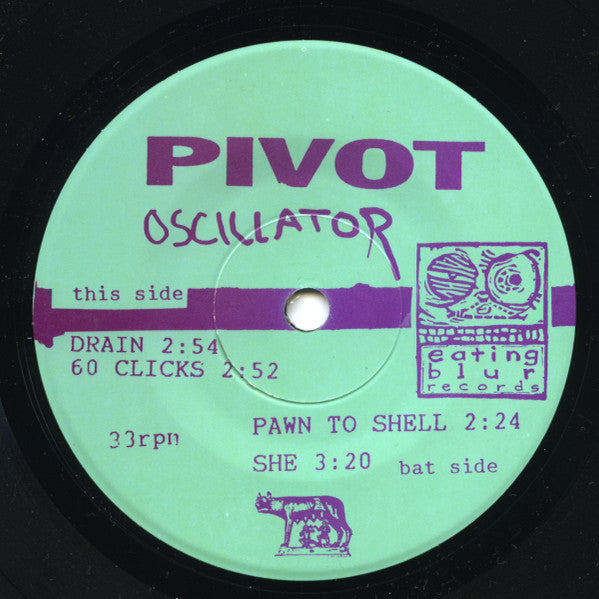 PIVOT
OSCILLATOR
this side
DRAIN 2:54
60 CLICKS 2:52
eating
blur
records
33rpm
PAWN TO SHELL 2:24
SHE 3:20
bat side